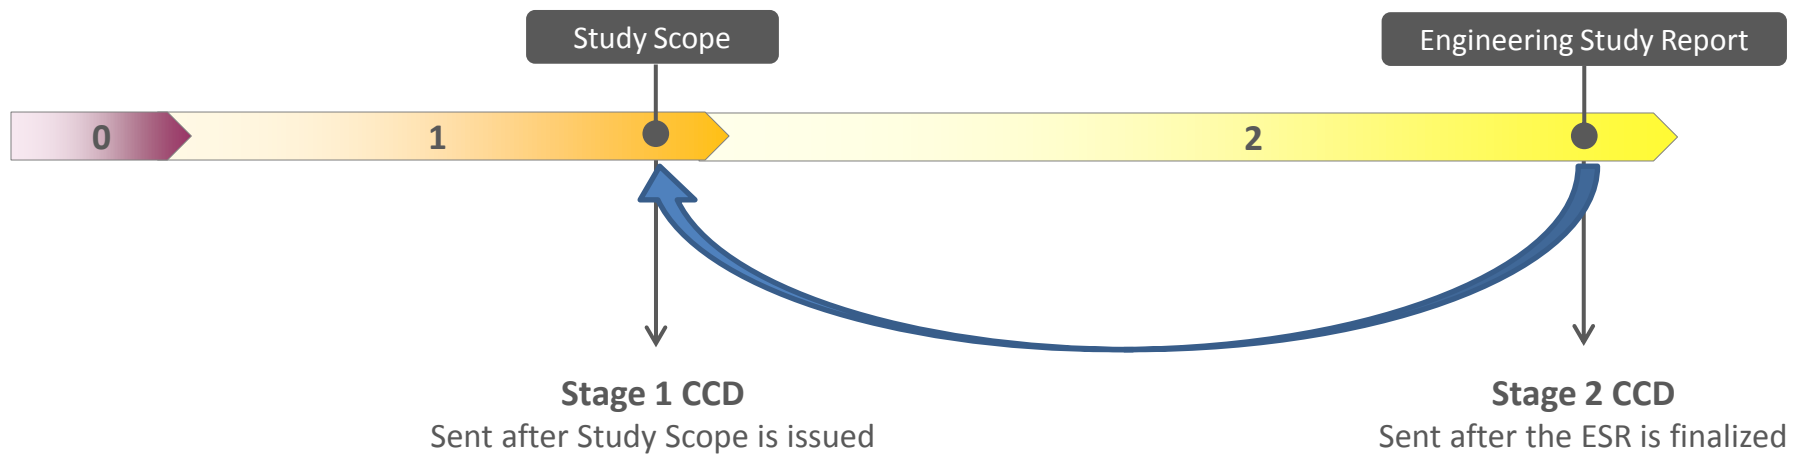 Study Scope
Engineering Study Report
0
1
2
Stage 1 CCD
Sent after Study Scope is issued
Stage 2 CCD
Sent after the ESR is finalized